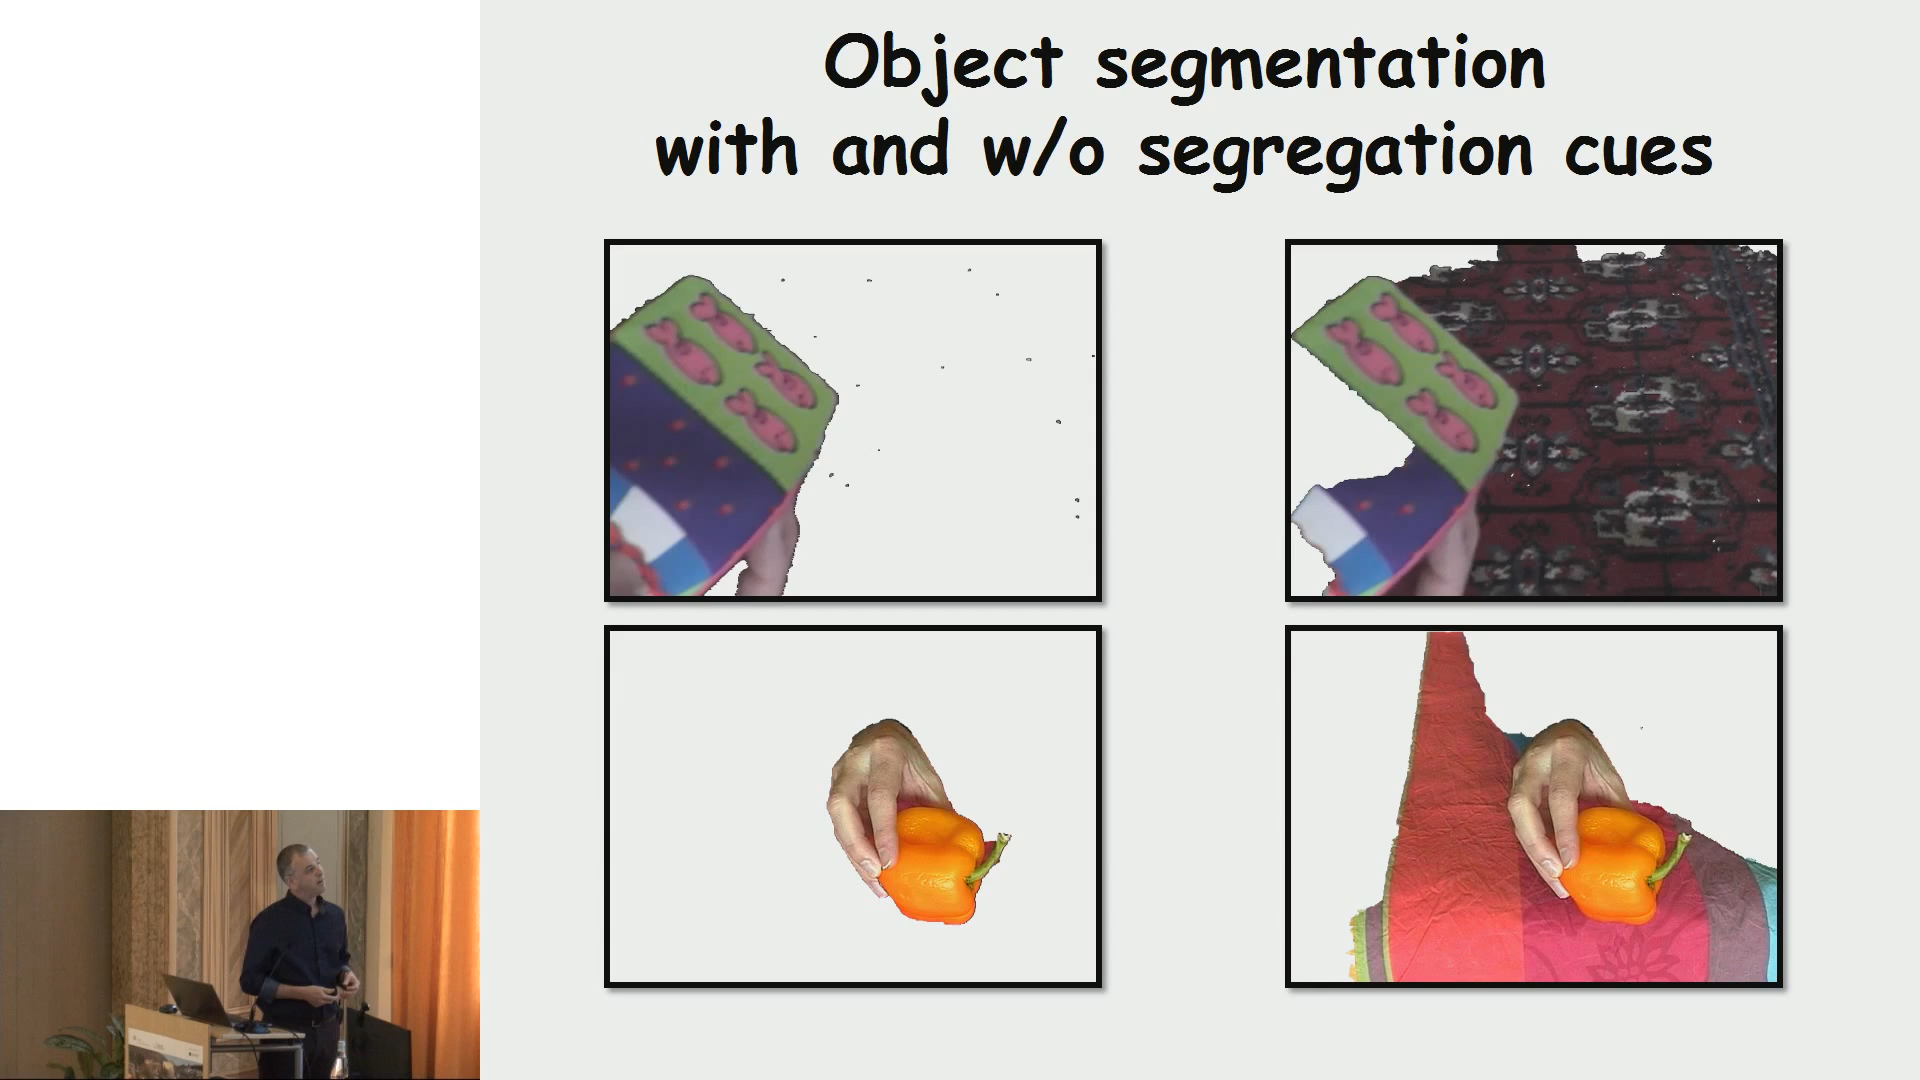 Object segmentation
with and w/o segregation cues